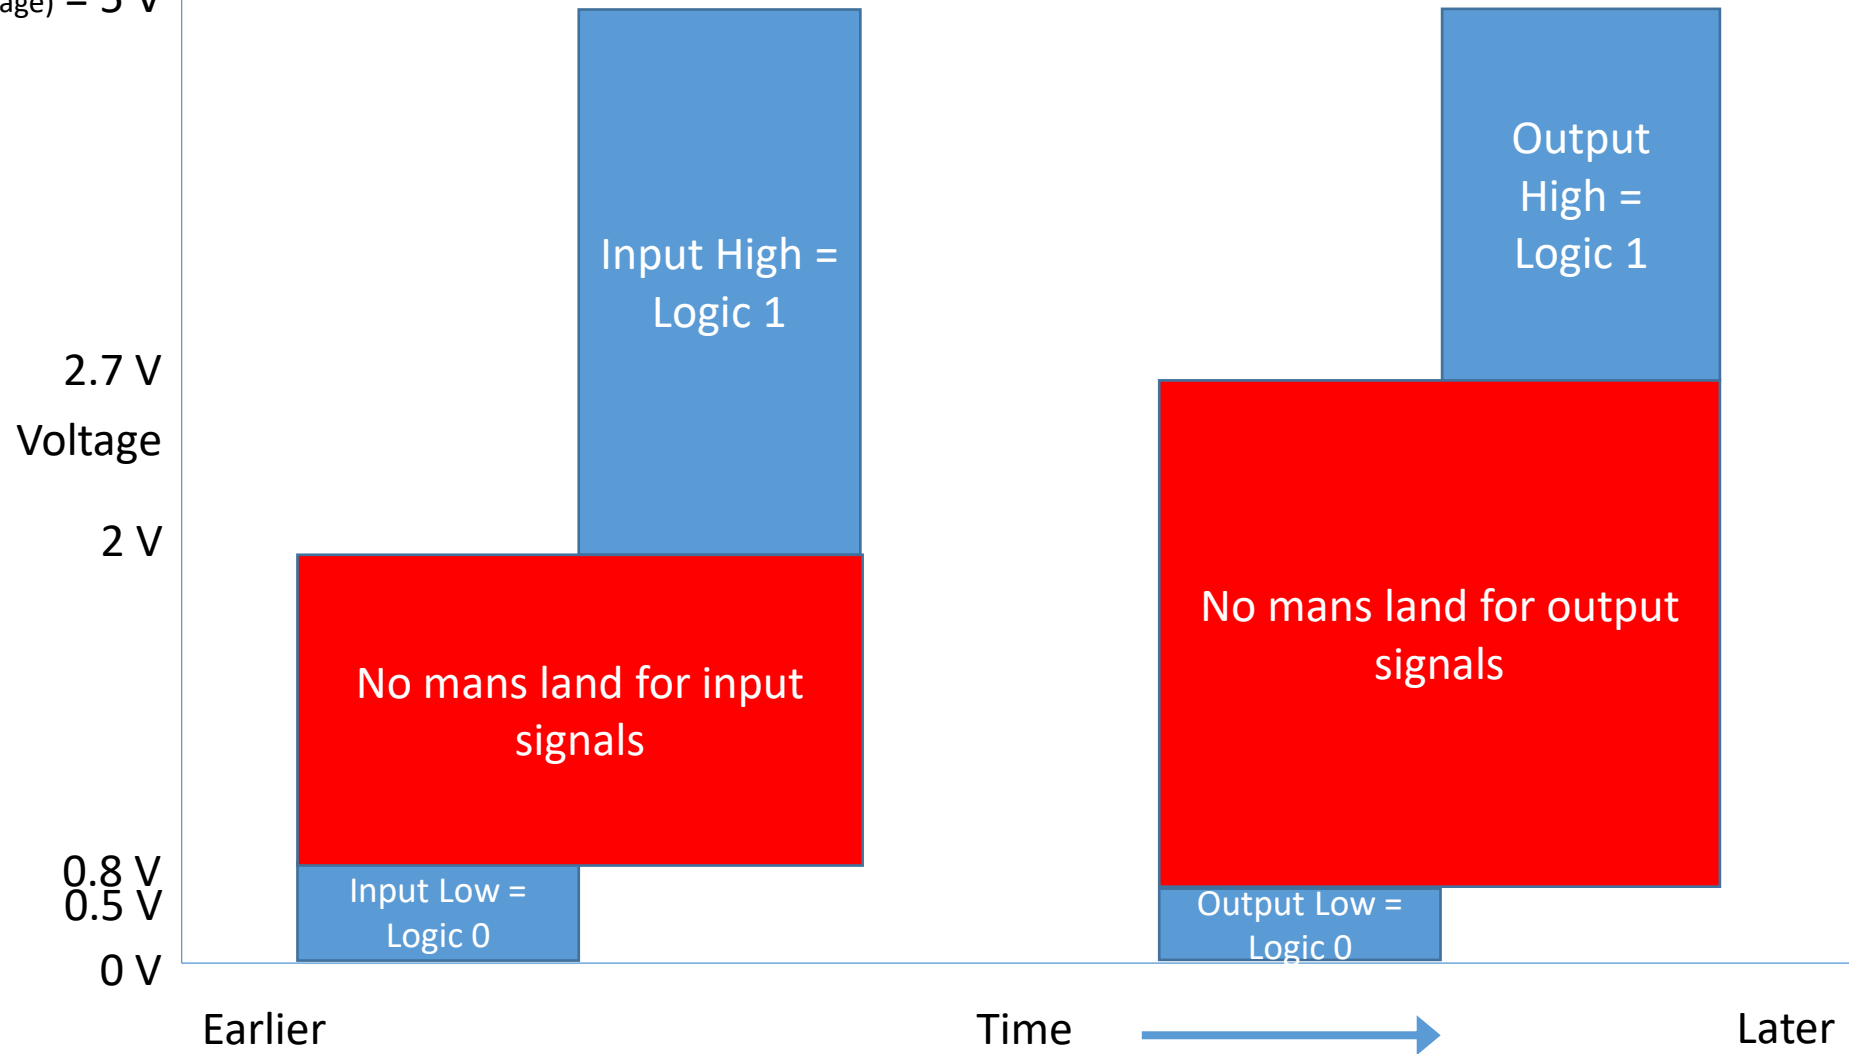 age) = 5 V
Output
High =
Logic 1
Input High =
Logic 1
2.7 V
Voltage
2 V
No mans land for output
signals
No mans land for input
signals
0.8 V
0.5 V
Input Low =
Logic 0
Output Low =
Logic 0
0 V
Earlier
Time
Later